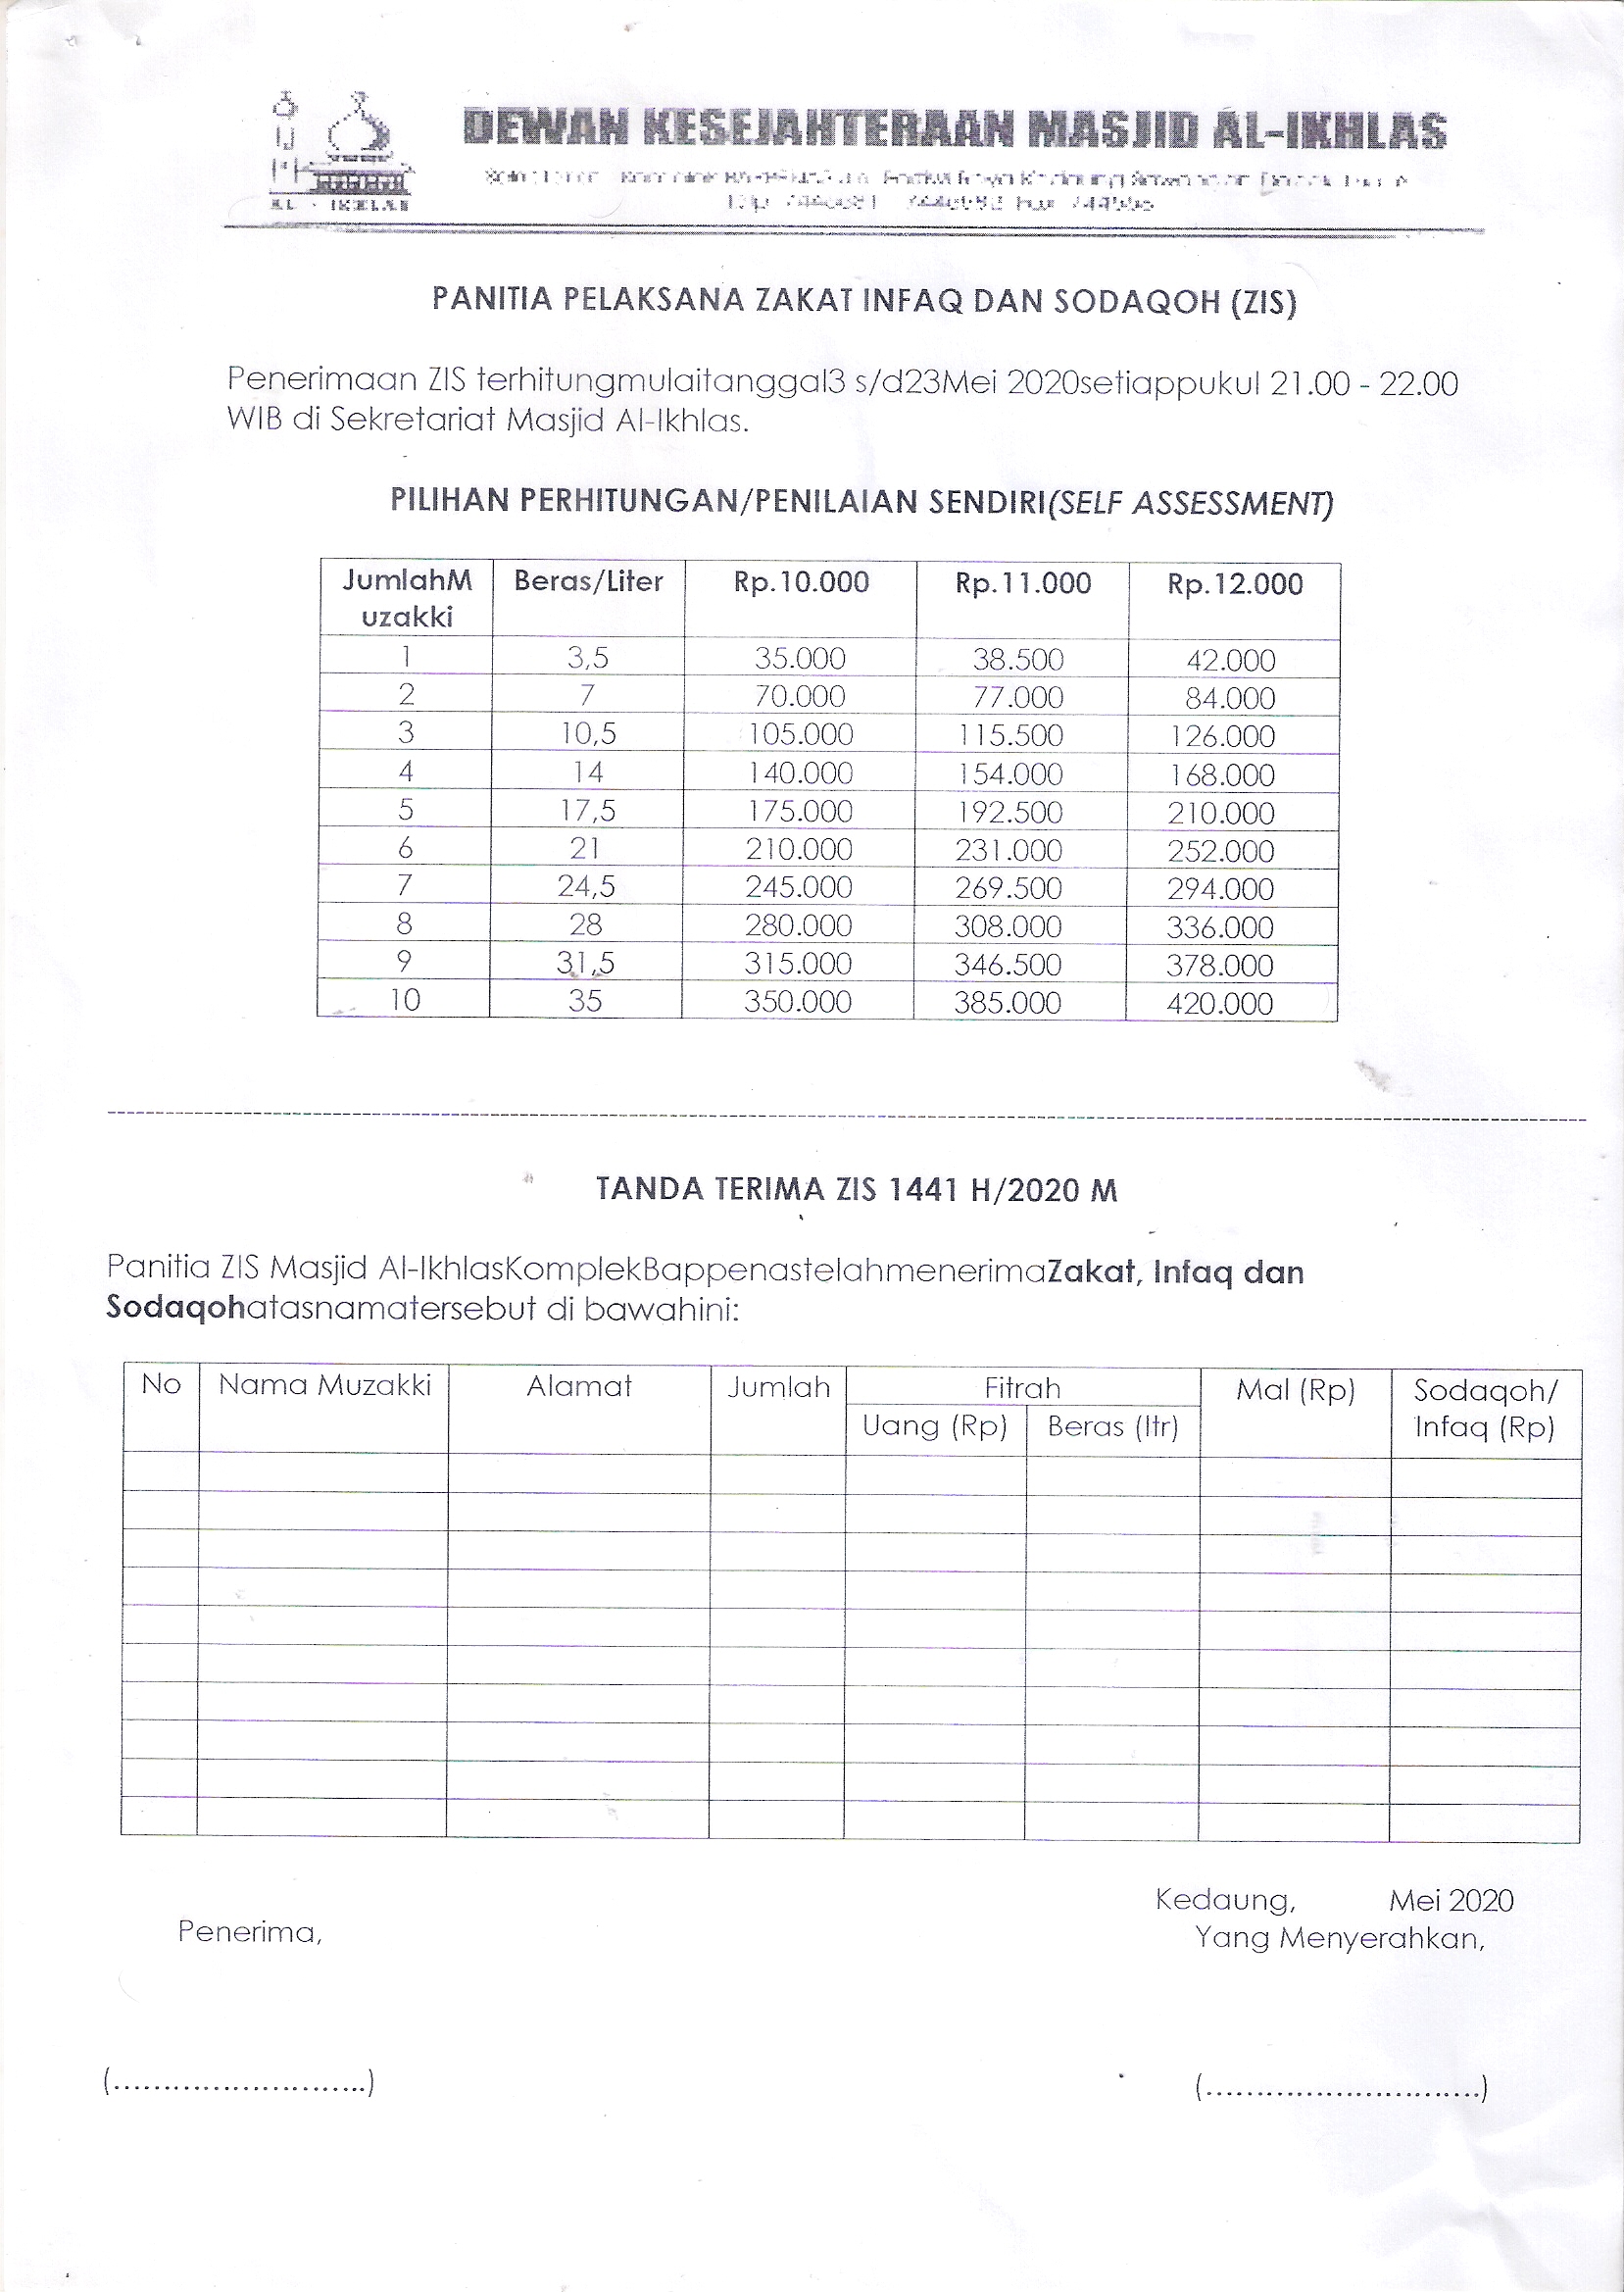 DEWAN KESEJAHTERAAN MASJID AL-IKHLAS
AL - IKHLAS
PANITIA PELAKSANA ZAKAT INFAQ DAN SODAQOH (ZIS)
Penerimaan ZIS terhitungmulaitanggal3 s/d23Mei 2020setiappukul 21.00 - 22.00
WIB di Sekretariat Masjid Al-Ikhlas.
PILIHAN PERHITUNGAN/PENILAIAN SENDIRI(SELF ASSESSMENT)
JumlahM Beras/Liter Rp.10.000 Rp.11.000 Rp.12.000
uzakki
1 3,5 35.000 38.500 42.000
2 7 70.000 77.000 84.000
3 10,5 105.000 115.500 126.000
4 14 140.000 154.000 168.000
5 17,5 175.000 192.500 210.000
6 21 210.000 231.000 252.000
7 24,5 245.000 269.500 294.000
8 28 280.000 308.000 336.000
9 31,5 315.000 346.500 378.000
10 35 350.000 385.000 420.000
TANDA TERIMA ZIS 1441 H/2020 M
Panitia ZIS Masjid Al-IkhlasKomplekBappenastelahmenerimaZakat, Infaq dan
Sodaqohatasnamatersebut di bawahini:
No Nama Muzakki Alamat Jumlah Fitrah Mal (Rp) Sodaqoh/
Uang (Rp) Beras (ltr) Infaq (Rp)
Kedaung, Mei 2020
Penerima, Yang Menyerahkan,
(..........................) (............................)